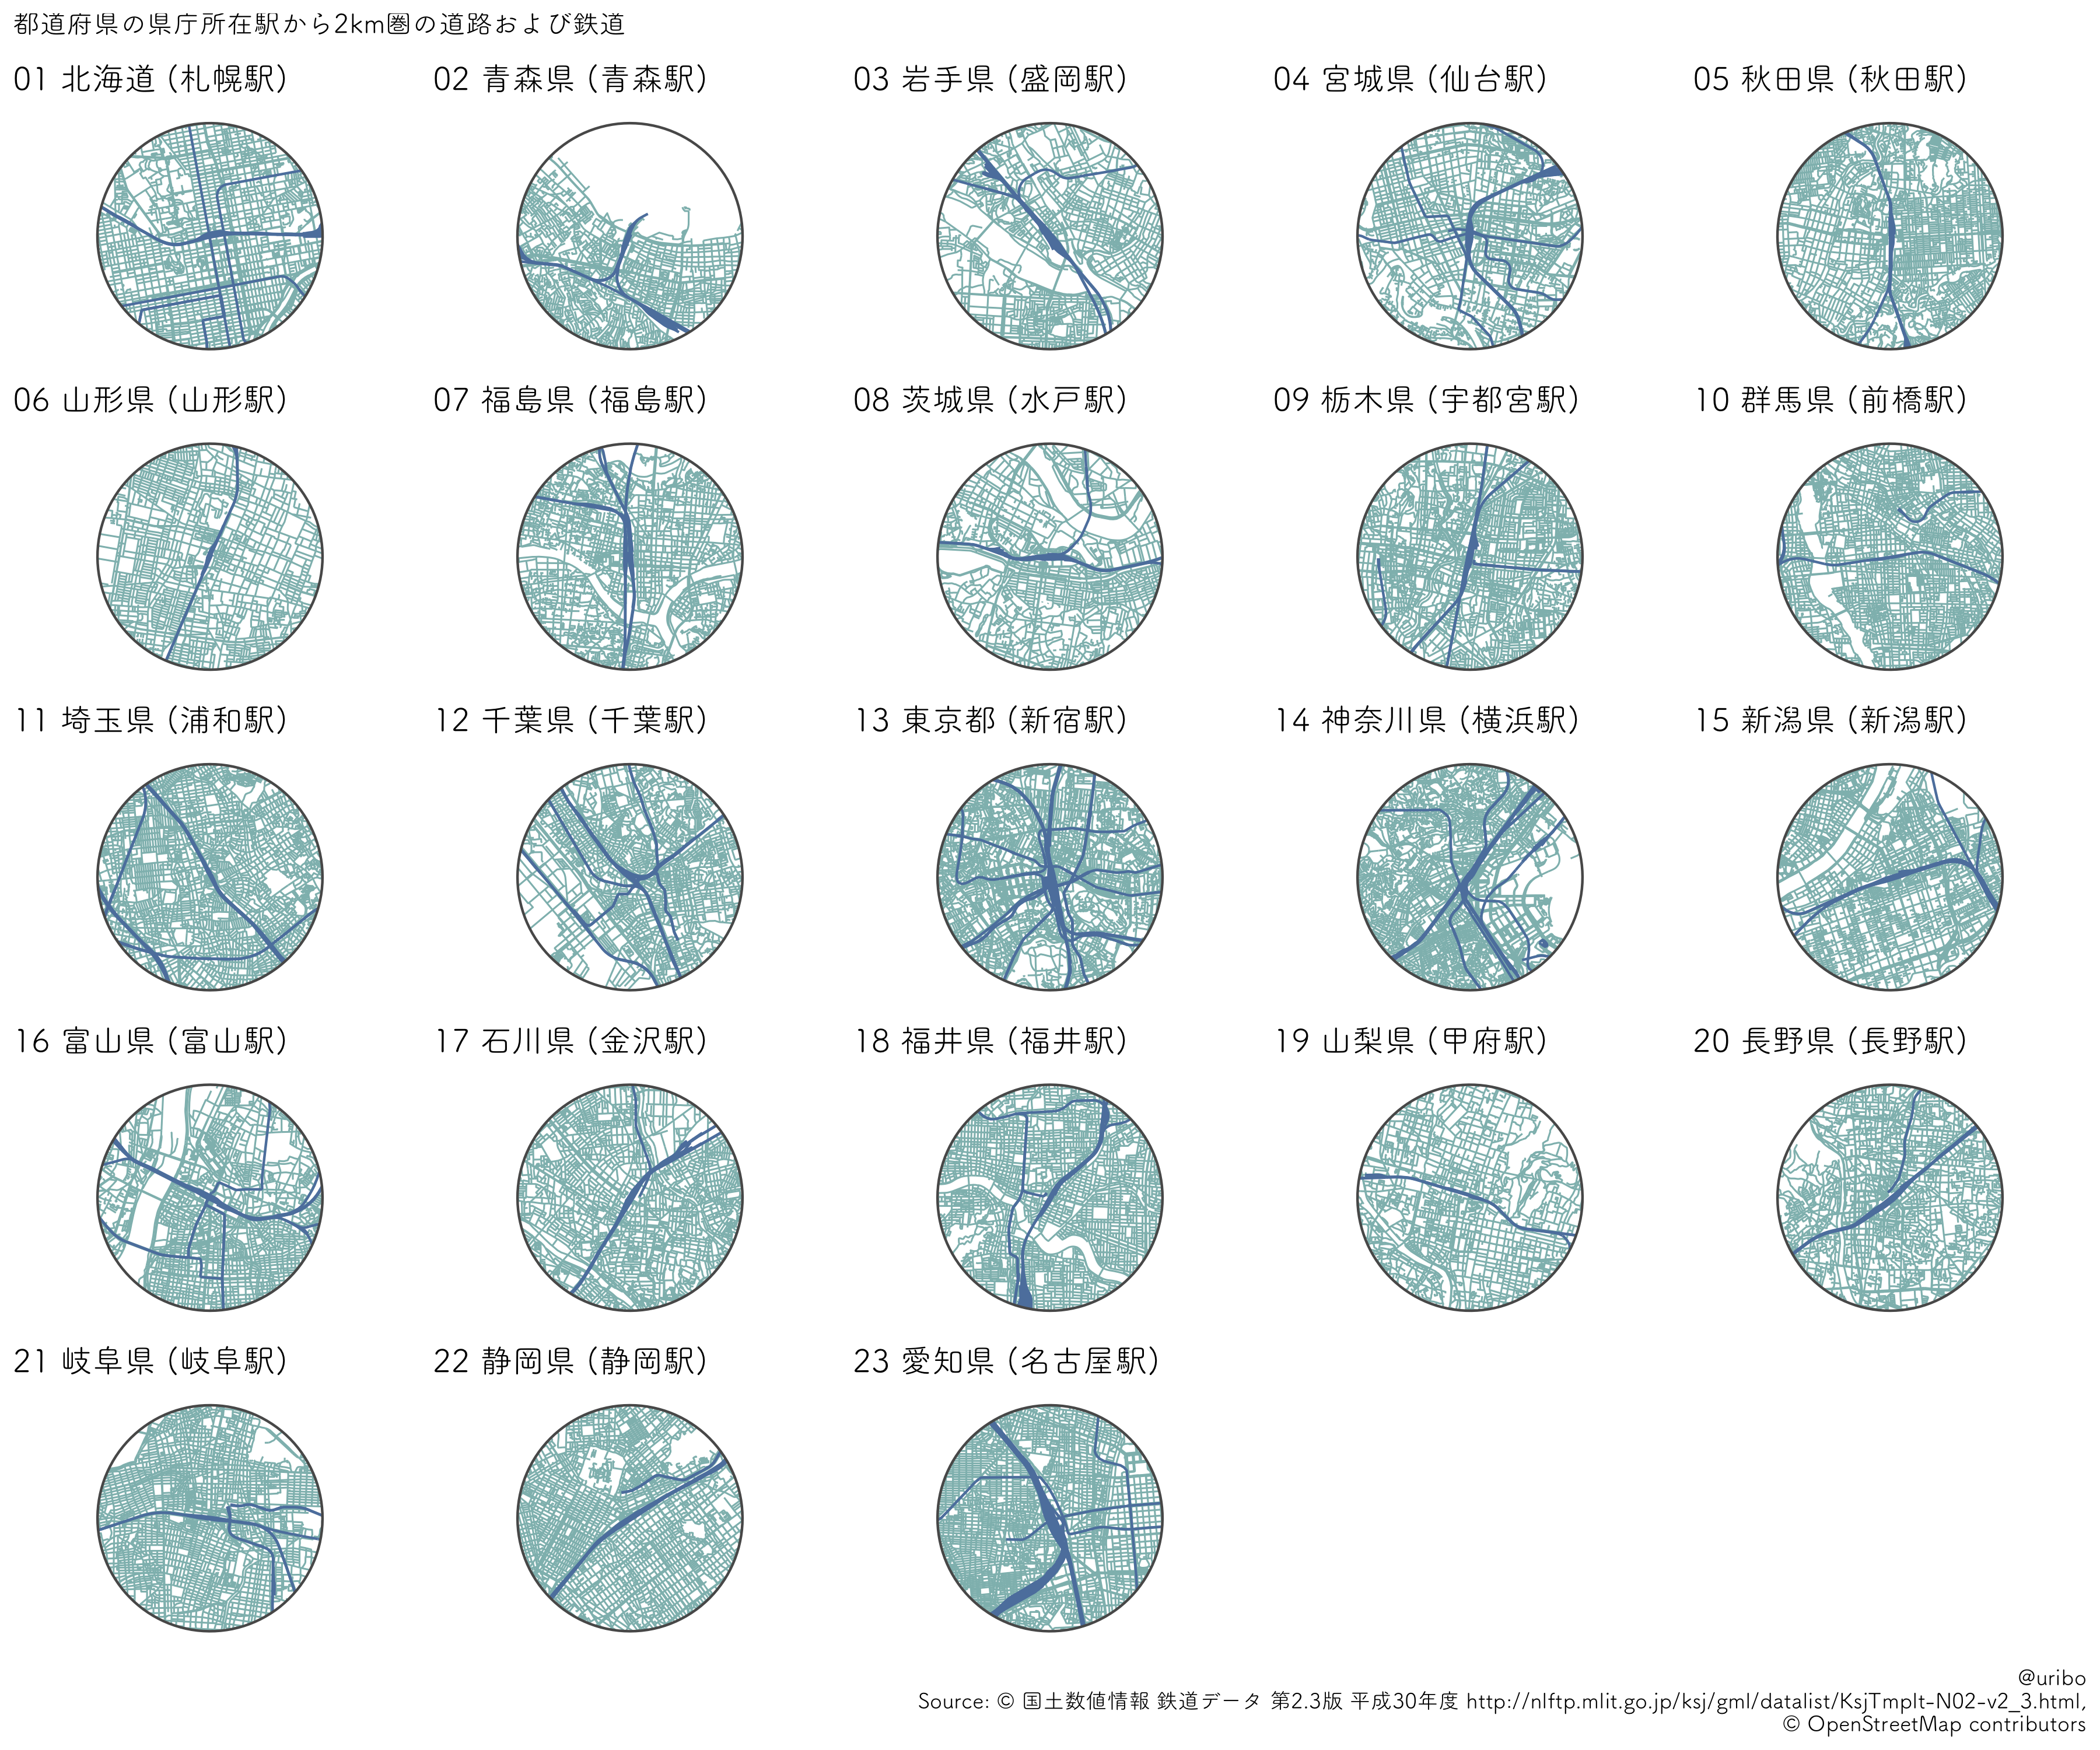 都道府県の県庁所在駅から2km圏の道路および鉄道
01 北海道 (札幌駅)
02 青森県 (青森駅)
03 岩手県 (盛岡駅)
04 宮城県 (仙台駅)
05 秋田県 (秋田駅)
06 山形県 (山形駅)
07 福島県 (福島駅)
08 茨城県 (水戸駅)
09 栃木県 (宇都宮駅)
10 群馬県 (前橋駅)
11 埼玉県 (浦和駅)
12 千葉県 (千葉駅)
13 東京都 (新宿駅)
14 神奈川県 (横浜駅)
15 新潟県 (新潟駅)
16 富山県 (富山駅)
17 石川県 (金沢駅)
18 福井県 (福井駅)
19 山梨県 (甲府駅)
20 長野県 (長野駅)
21 岐阜県 (岐阜駅)
22 静岡県 (静岡駅)
23 愛知県 (名古屋駅)
@uribo
Source: © 国土数値情報 鉄道データ 第2.3版 平成30年度 http://nlftp.mlit.go.jp/ksj/gml/datalist/KsjTmplt-N02-v2_3.html,
© OpenStreetMap contributors